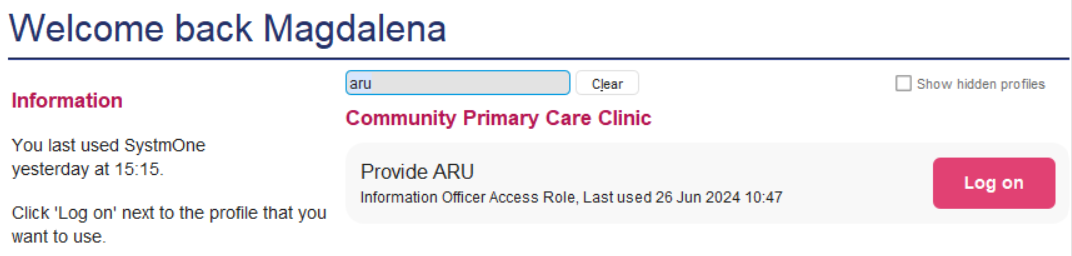 Welcome back Magdalena
Information
You last used SystmOne
yesterday at 15:15.
Click 'Log on' next to the profile that you
want to use.
aru
Clear
Show hidden profiles
Community Primary Care Clinic
Provide ARU
Information Officer Access Role, Last used 26 Jun 2024 10:47
Log on